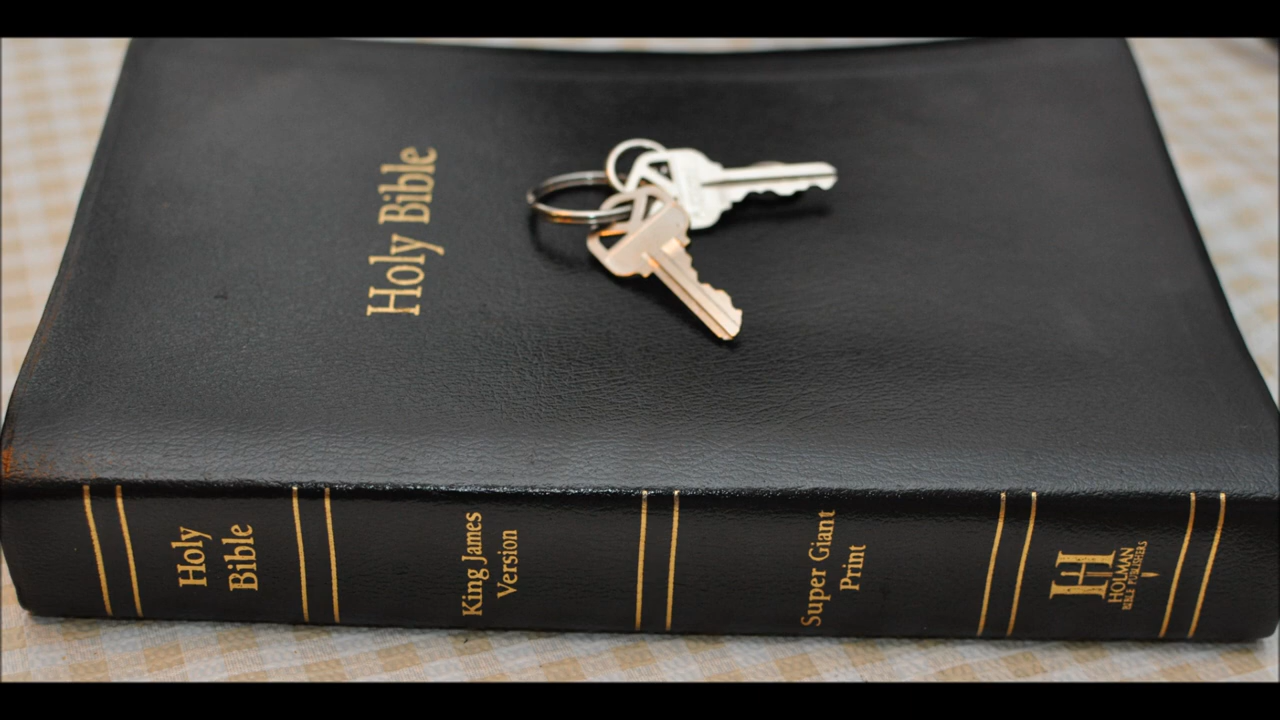 Holy Bible
Holy
Bible
King James
Version
Super Giant
Print
H
HOLMAN
BIBLE PUBLISHERS